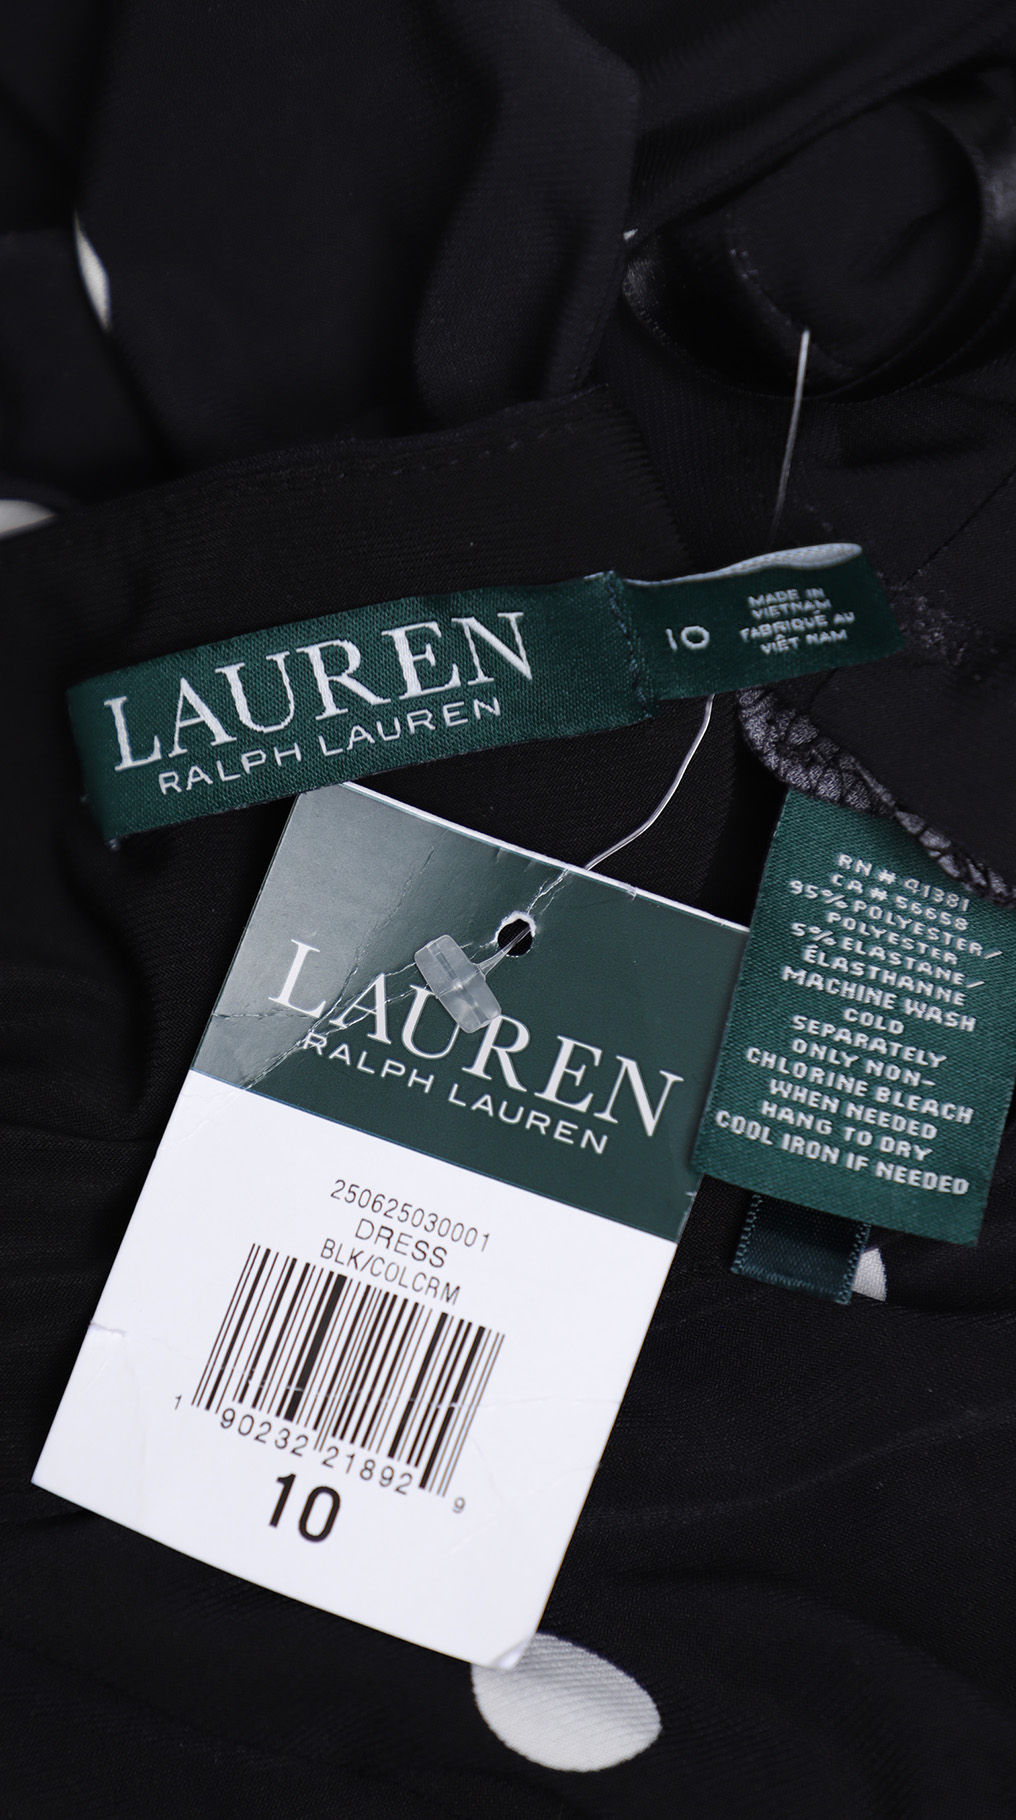 LAUREN
RALPH LAUREN
10
MADE IN
VIETNAM
FABRIQUÉ AU
VIÊT NAM
LAUREN
RALPH LAUREN
250625030001
DRESS
BLK/COLCRM
1 90232 21892 9
10
RN # 41381
CA # 56658
95% POLYESTER/
POLYESTER
5% ELASTANE/
ÉLASTHANNE
MACHINE WASH
COLD
SEPARATELY
ONLY NON-
CHLORINE BLEACH
WHEN NEEDED
HANG TO DRY
COOL IRON IF NEEDED